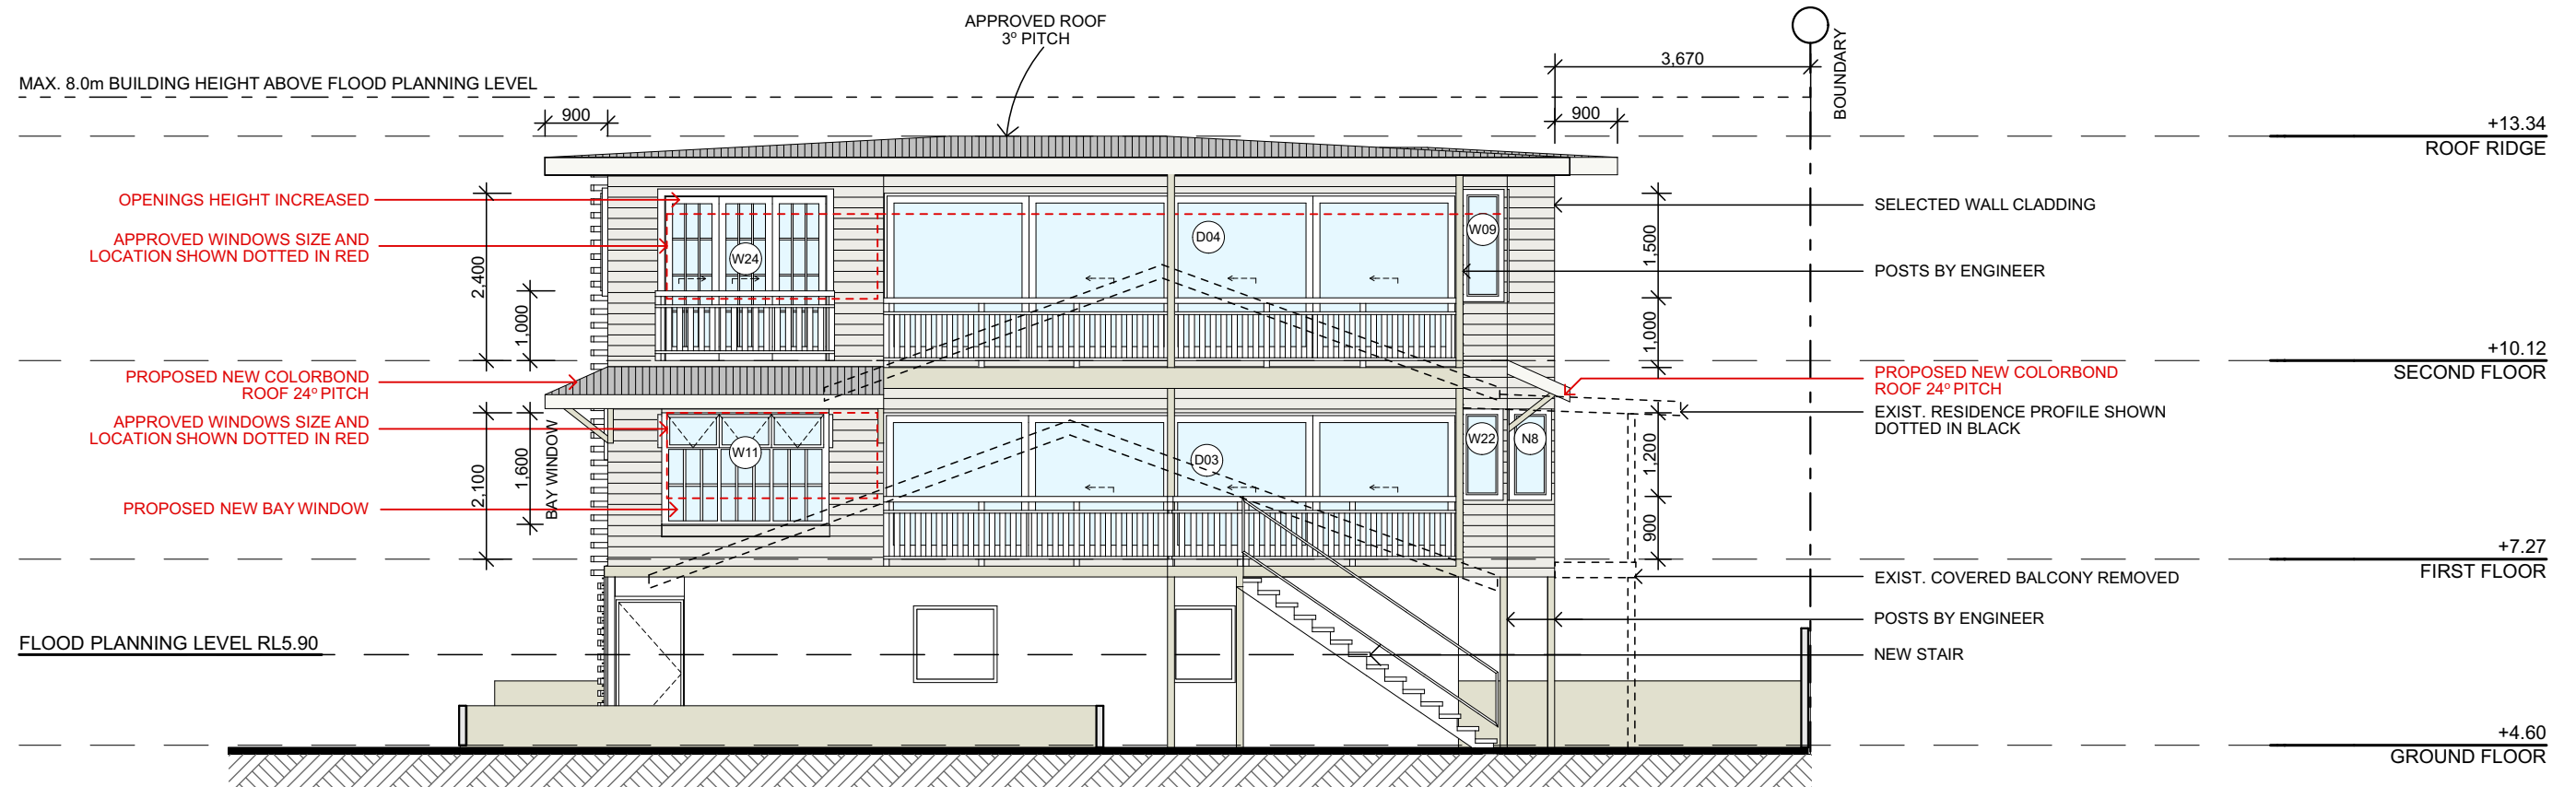 APPROVED ROOF
3º PITCH
BOUNDARY
3,670
MAX. 8.0m BUILDING HEIGHT ABOVE FLOOD PLANNING LEVEL
900
900
+13.34
ROOF RIDGE
OPENINGS HEIGHT INCREASED
APPROVED WINDOWS SIZE AND
LOCATION SHOWN DOTTED IN RED
2,400
1,000
W24
D04
W09
1,500
1,000
SELECTED WALL CLADDING
POSTS BY ENGINEER
+10.12
SECOND FLOOR
PROPOSED NEW COLORBOND
ROOF 24º PITCH
PROPOSED NEW COLORBOND
ROOF 24º PITCH
APPROVED WINDOWS SIZE AND
LOCATION SHOWN DOTTED IN RED
EXIST. RESIDENCE PROFILE SHOWN
DOTTED IN BLACK
2,100
1,600
BAY WINDOW
W11
D03
W22
N8
1,200
900
PROPOSED NEW BAY WINDOW
+7.27
FIRST FLOOR
EXIST. COVERED BALCONY REMOVED
POSTS BY ENGINEER
FLOOD PLANNING LEVEL RL5.90
NEW STAIR
+4.60
GROUND FLOOR